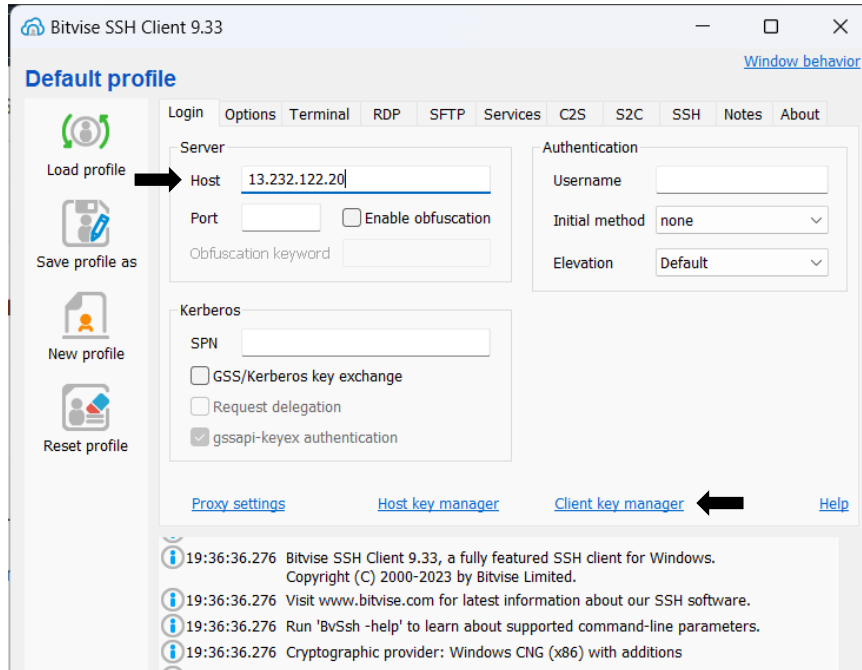 Bitvise SSH Client 9.33
Window behavior
Default profile
Login Options Terminal RDP SFTP Services C2S S2C SSH Notes About
Load profile
Save profile as
New profile
Reset profile
Server
Host 13.232.122.20
Port Enable obfuscation
Obfuscation keyword
Authentication
Username
Initial method none
Elevation Default
Kerberos
SPN
GSS/Kerberos key exchange
Request delegation
gssapi-keyex authentication
Proxy settings Host key manager Client key manager Help
19:36:36.276 Bitvise SSH Client 9.33, a fully featured SSH client for Windows.
Copyright (C) 2000-2023 by Bitvise Limited.
19:36:36.276 Visit www.bitvise.com for latest information about our SSH software.
19:36:36.276 Run 'BvSsh -help' to learn about supported command-line parameters.
19:36:36.276 Cryptographic provider: Windows CNG (x86) with additions